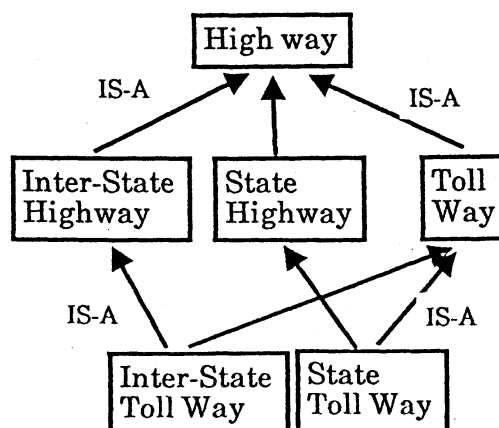 High way
IS-A
IS-A
Inter-State
Highway
State
Highway
Toll
Way
IS-A
IS-A
Inter-State
Toll Way
State
Toll Way